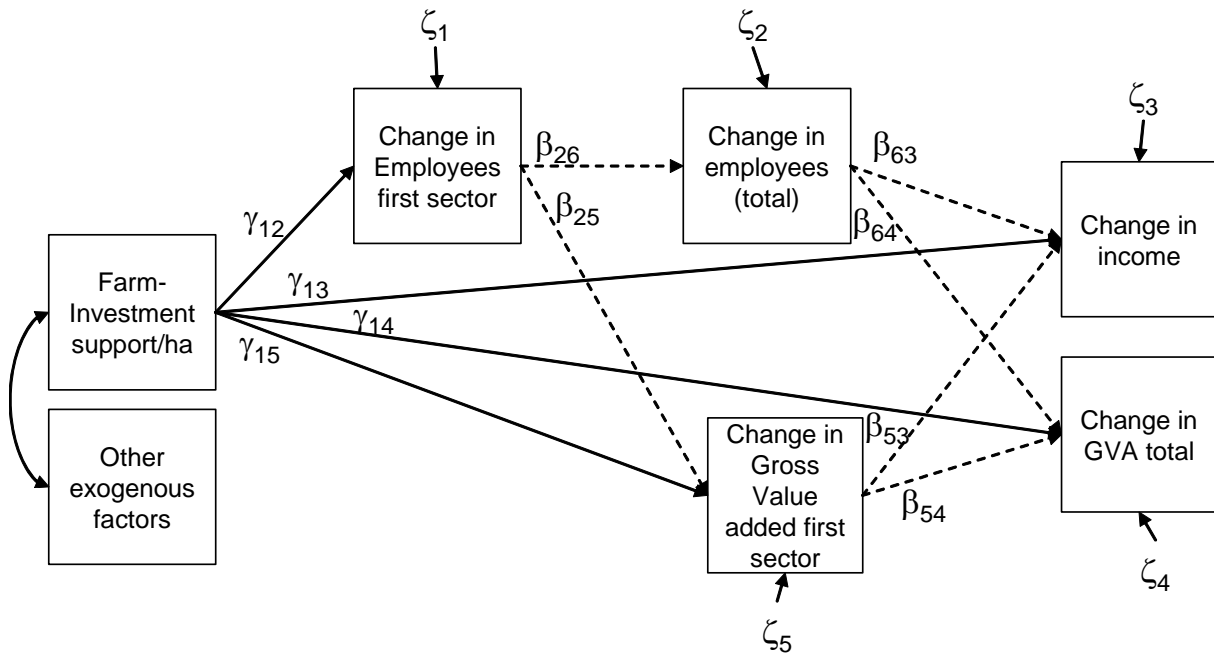 ζ1
ζ2
ζ3
Change in
Employees
first sector
β26
β25
Change in
employees
(total)
β63
β64
Change in
income
γ12
Farm-
Investment
support/ha
γ13
γ14
γ15
Other
exogenous
factors
Change in
Gross
Value
added first
sector
β53
β54
Change in
GVA total
ζ4
ζ5